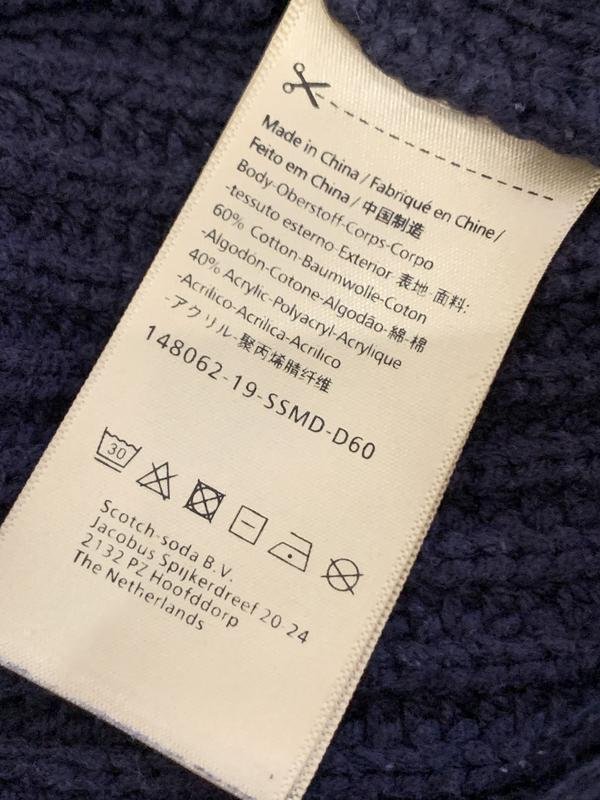 Made in China / Fabriqué en Chine /
Feito em China / 中国制造
Body-Oberstoff-Corps-Corpo
-tessuto esterno-Exterior 表地-面料:
60% Cotton-Baumwolle-Coton
-Algodón-Cotone-Algodão-綿-棉
40% Acrylic-Polyacryl-Acrylique
-Acrílico-Acrilica-Acrilico
-アクリル-聚丙烯腈纤维
148062-19-SSMD-D60
30
Scotch-soda B.V.
Jacobus Spijkerdreef 20-24
2132 PZ Hoofddorp
The Netherlands